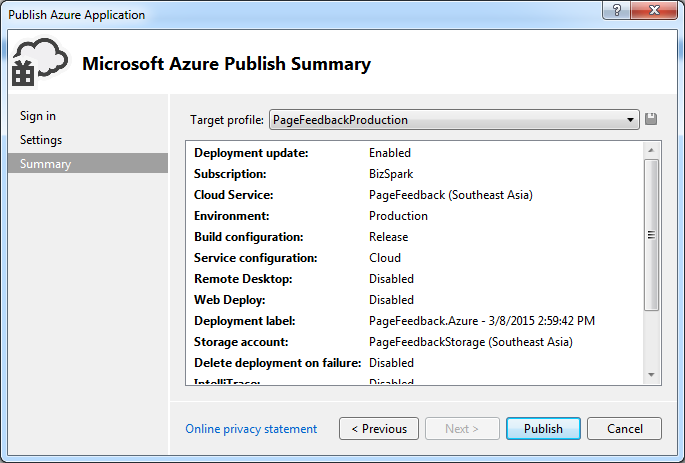 Publish Azure Application
?
Microsoft Azure Publish Summary
Sign in
Settings
Summary
Target profile: PageFeedbackProduction
Deployment update: Enabled
Subscription: BizSpark
Cloud Service: PageFeedback (Southeast Asia)
Environment: Production
Build configuration: Release
Service configuration: Cloud
Remote Desktop: Disabled
Web Deploy: Disabled
Deployment label: PageFeedback.Azure - 3/8/2015 2:59:42 PM
Storage account: PageFeedbackStorage (Southeast Asia)
Delete deployment on failure: Disabled
IntelliTrace: Disabled
Online privacy statement
< Previous
Next >
Publish
Cancel